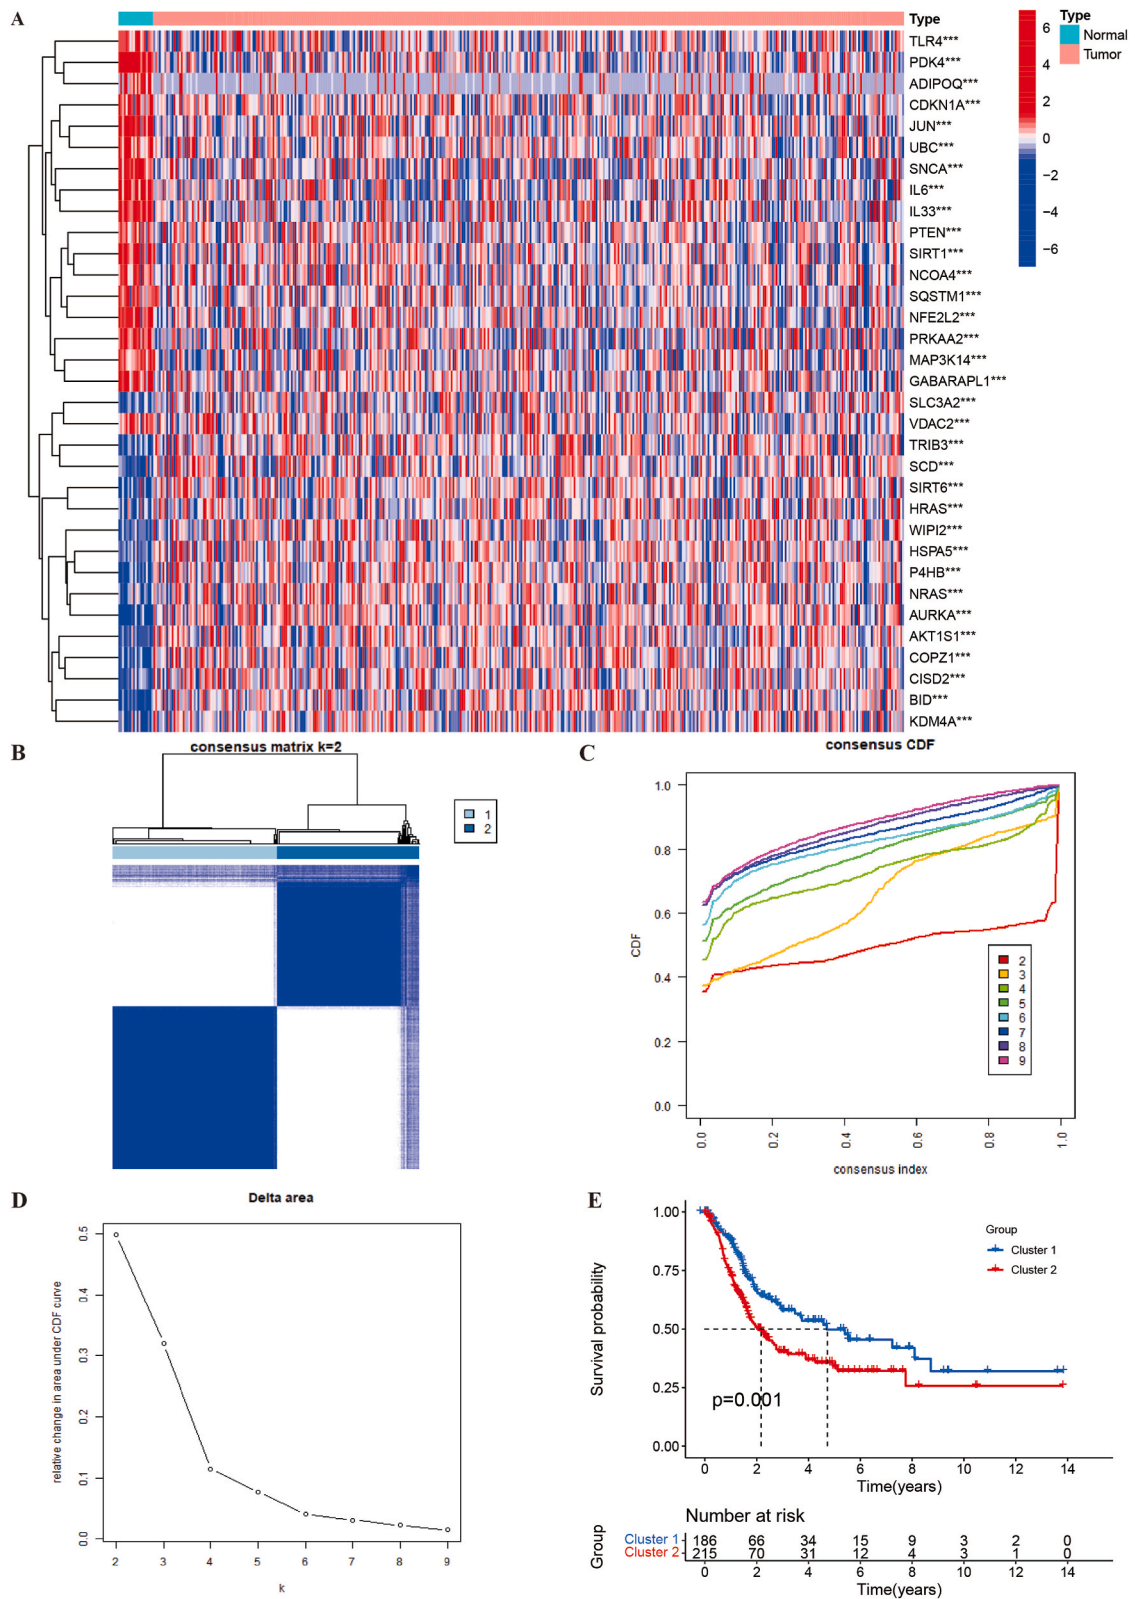 A
Type
TLR4***
PDK4***
ADIPOQ***
CDKN1A***
JUN***
UBC***
SNCA***
IL6***
IL33***
PTEN***
SIRT1***
NCOA4***
SQSTM1***
NFE2L2***
PRKAA2***
MAP3K14***
GABARAPL1***
SLC3A2***
VDAC2***
TRIB3***
SCD***
SIRT6***
HRAS***
WIPI2***
HSPA5***
P4HB***
NRAS***
AURKA***
AKT1S1***
COPZ1***
CISD2***
BID***
KDM4A***
6
4
2
0
−2
−4
−6
Type
Normal
Tumor
B
consensus matrix k=2
1
2
C
consensus CDF
CDF
1.0
0.8
0.6
0.4
0.2
0.0
2
3
4
5
6
7
8
9
0.0 0.2 0.4 0.6 0.8 1.0
consensus index
D
Delta area
relative change in area under CDF curve
0.5
0.4
0.3
0.2
0.1
0.0
2 3 4 5 6 7 8 9
k
E
Survival probability
1.00
0.75
0.50
0.25
0.00
Group
Cluster 1
Cluster 2
p=0.001
0 2 4 6 8 10 12 14
Time(years)
Number at risk
Group
Cluster 1 186 66 34 15 9 3 2 0
Cluster 2 215 70 31 12 4 3 1 0
0 2 4 6 8 10 12 14
Time(years)